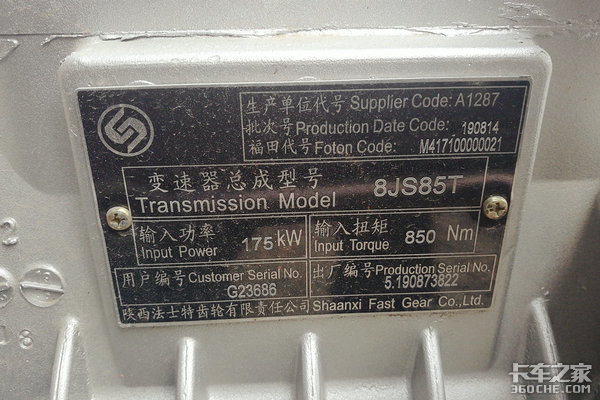 生产单位代号 Supplier Code: A1287
批次号 Production Date Code: 190814
福田代号 Foton Code: M417100000021
变速器总成型号
Transmission Model 8JS85T
输入功率
Input Power 175 kW
输入扭矩
Input Torque 850 Nm
用户编号 Customer Serial No.
G23686
出厂编号 Production Serial No.
5.190873822
陕西法士特齿轮有限责任公司 Shaanxi Fast Gear Co.,Ltd.
卡车之家
360CHE.COM